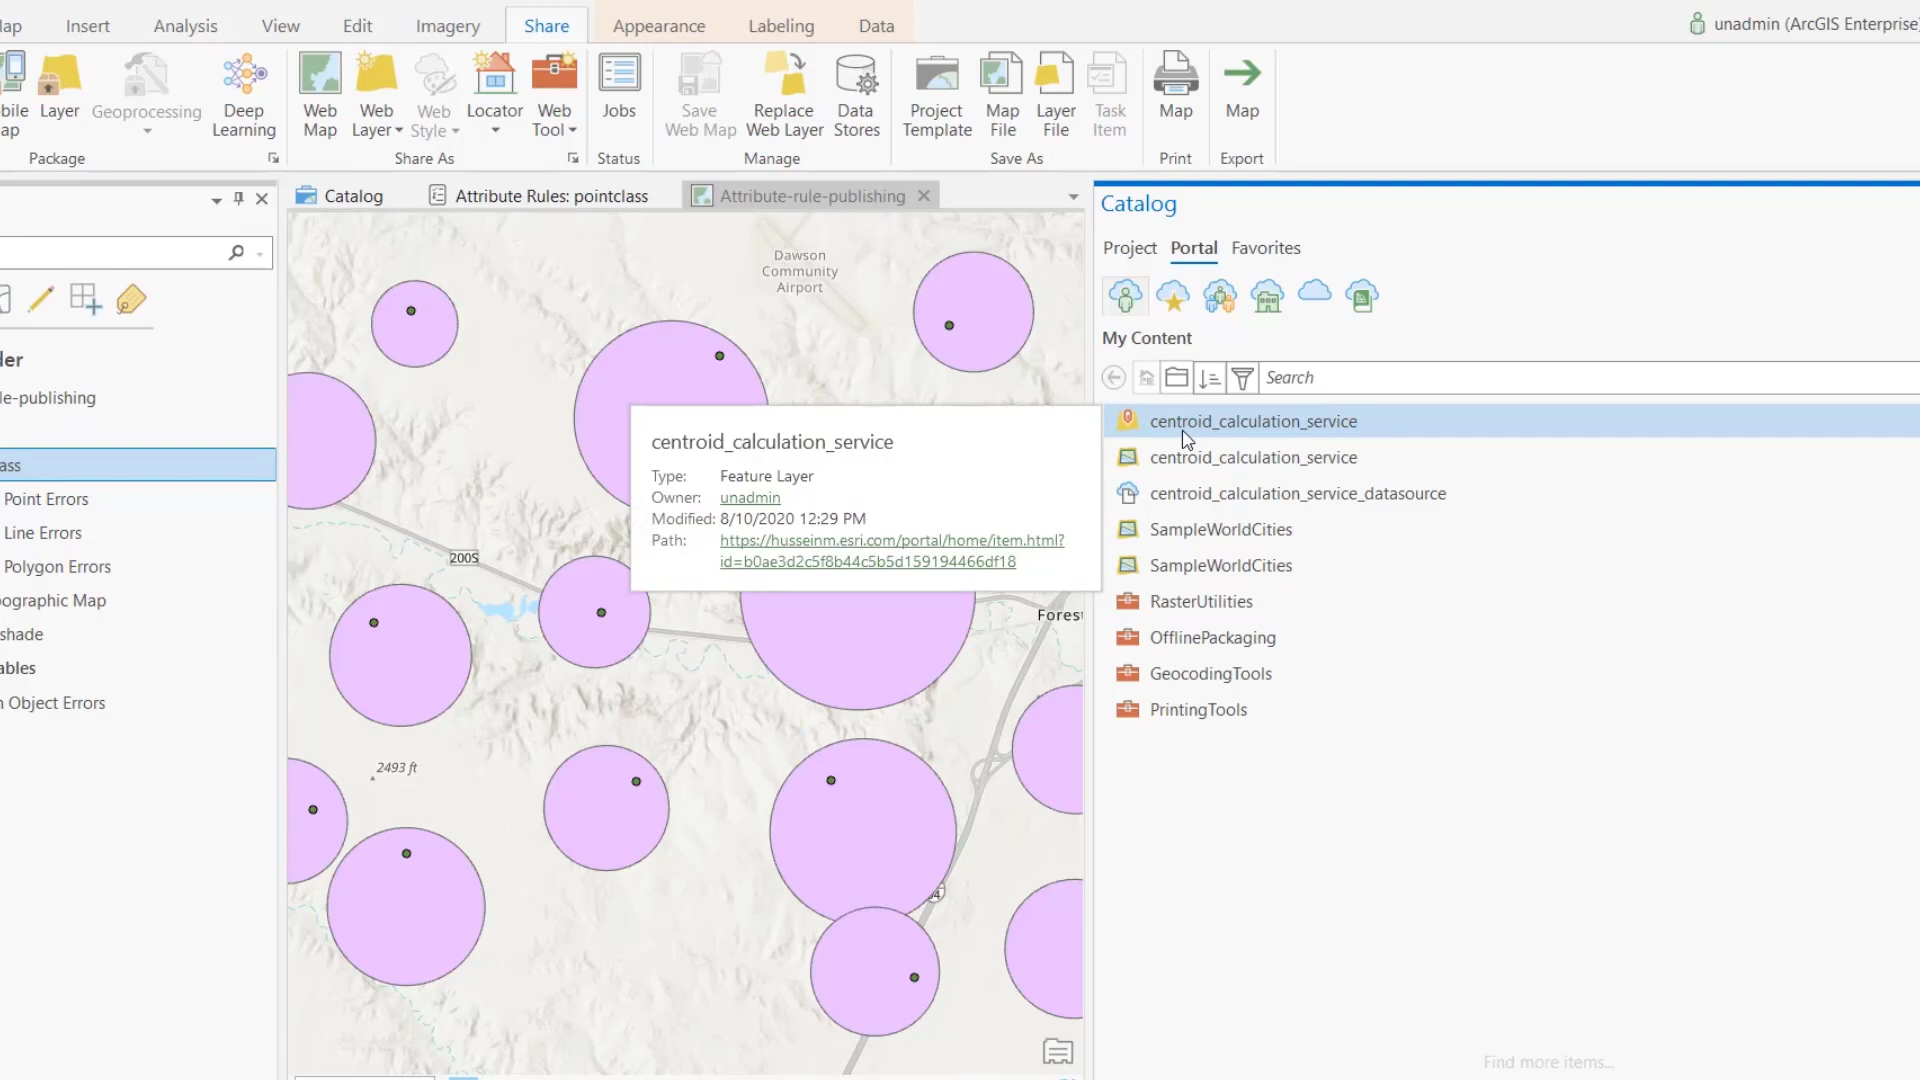 ap
Insert
Analysis
View
Edit
Imagery
Share
Appearance
Labeling
Data
unadmin (ArcGIS Enterprise)
bile
ap
Layer
Geoprocessing
Deep
Learning
Package
Web
Map
Web
Layer
Web
Style
Locator
Web
Tool
Share As
Jobs
Status
Save
Web Map
Replace
Web Layer
Data
Stores
Manage
Project
Template
Map
File
Layer
File
Task
Item
Save As
Map
Print
Map
Export
Catalog
Attribute Rules: pointclass
Attribute-rule-publishing
der
le-publishing
ass
Point Errors
Line Errors
Polygon Errors
ographic Map
shade
ables
n Object Errors
Dawson
Community
Airport
200S
Forest
2493 ft
centroid_calculation_service
Type: Feature Layer
Owner: unadmin
Modified: 8/10/2020 12:29 PM
Path: https://husseinm.esri.com/portal/home/item.html?
id=b0ae3d2c5f8b44c5b5d159194466df18
Catalog
Project
Portal
Favorites
My Content
Search
centroid_calculation_service
centroid_calculation_service
centroid_calculation_service_datasource
SampleWorldCities
SampleWorldCities
RasterUtilities
OfflinePackaging
GeocodingTools
PrintingTools
Find more items...